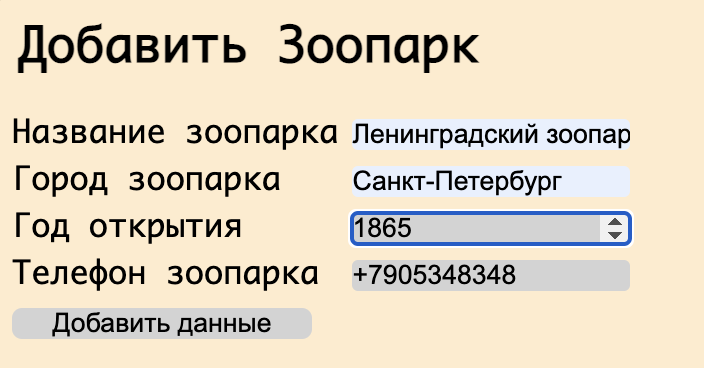 Добавить Зоопарк
Название зоопарка Ленинградский зоопар
Город зоопарка Санкт-Петербург
Год открытия 1865
Телефон зоопарка +7905348348
Добавить данные